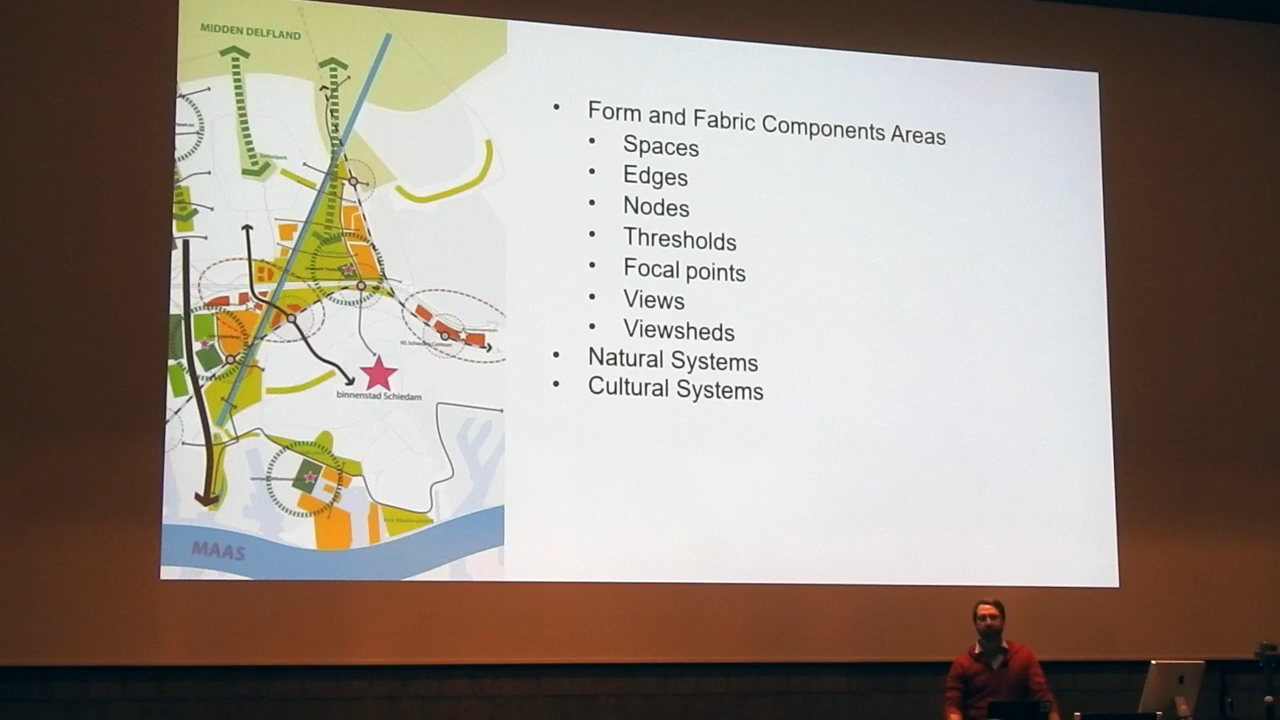 MIDDEN DELFLAND
binnenstad Schiedam
MAAS
• Form and Fabric Components Areas
• Spaces
• Edges
• Nodes
• Thresholds
• Focal points
• Views
• Viewsheds
• Natural Systems
• Cultural Systems